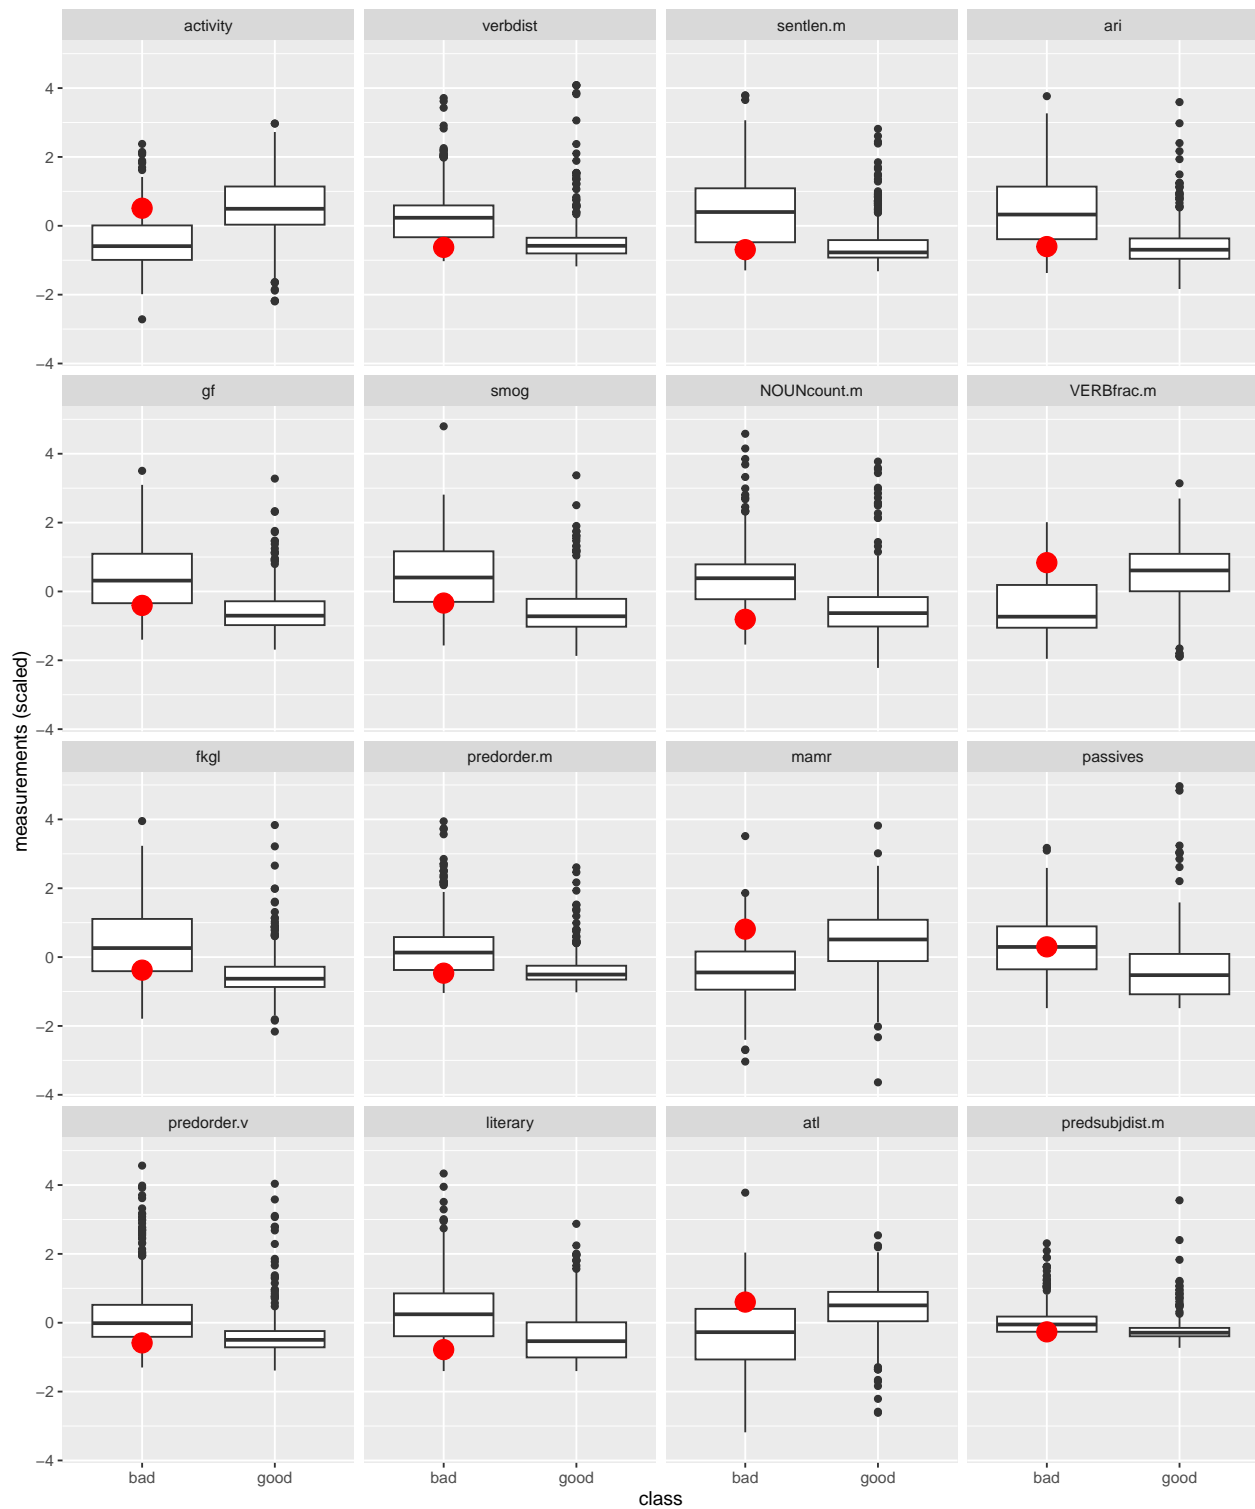 activity verbdist sentlen.m ari
4
2
0
−2
−4
gf smog NOUNcount.m VERBfrac.m
4
2
0
−2
−4
measurements (scaled)
fkgl predorder.m mamr passives
4
2
0
−2
−4
predorder.v literary atl predsubjdist.m
4
2
0
−2
−4
bad good bad good bad good bad good
class